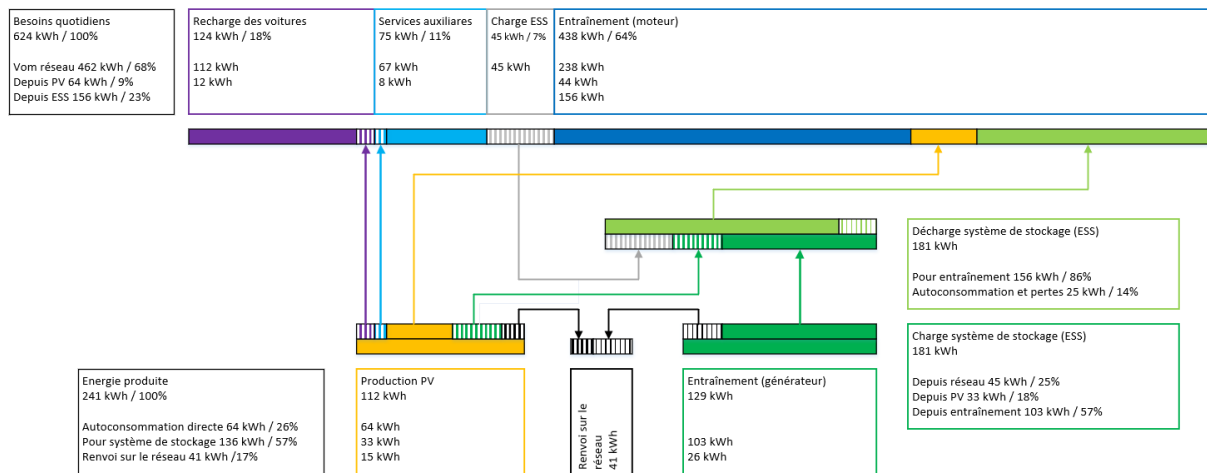 Besoins quotidiens
624 kWh / 100%
Vom réseau 462 kWh / 68%
Depuis PV 64 kWh / 9%
Depuis ESS 156 kWh / 23%
Recharge des voitures
124 kWh / 18%
112 kWh
12 kWh
Services auxiliares
75 kWh / 11%
67 kWh
8 kWh
Charge ESS
45 kWh / 7%
45 kWh
Entraînement (moteur)
438 kWh / 64%
238 kWh
44 kWh
156 kWh
Décharge système de stockage (ESS)
181 kWh
Pour entraînement 156 kWh / 86%
Autoconsommation et pertes 25 kWh / 14%
Charge système de stockage (ESS)
181 kWh
Depuis réseau 45 kWh / 25%
Depuis PV 33 kWh / 18%
Depuis entraînement 103 kWh / 57%
Energie produite
241 kWh / 100%
Autoconsommation directe 64 kWh / 26%
Pour système de stockage 136 kWh / 57%
Renvoi sur le réseau 41 kWh /17%
Production PV
112 kWh
64 kWh
33 kWh
15 kWh
Renvoi sur le
réseau
41 kWh
Entraînement (générateur)
129 kWh
103 kWh
26 kWh